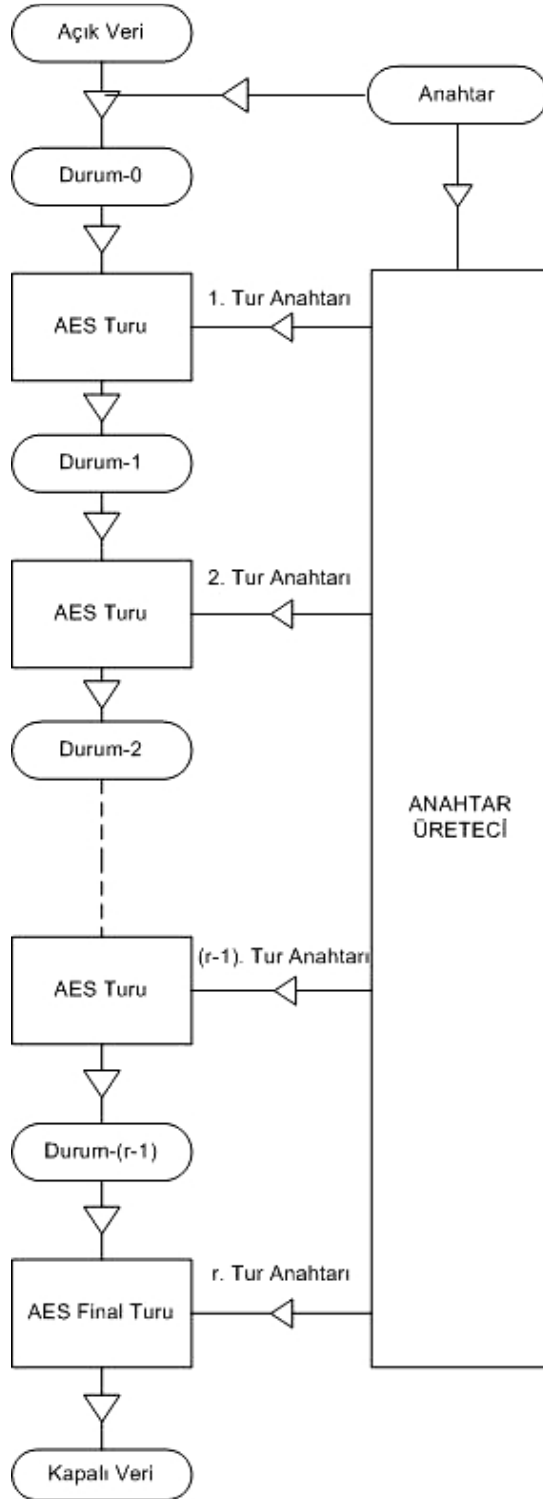 Açık Veri
Anahtar
Durum-0
1. Tur Anahtarı
AES Turu
Durum-1
2. Tur Anahtarı
AES Turu
Durum-2
ANAHTAR
ÜRETECİ
(r-1). Tur Anahtarı
AES Turu
Durum-(r-1)
r. Tur Anahtarı
AES Final Turu
Kapalı Veri